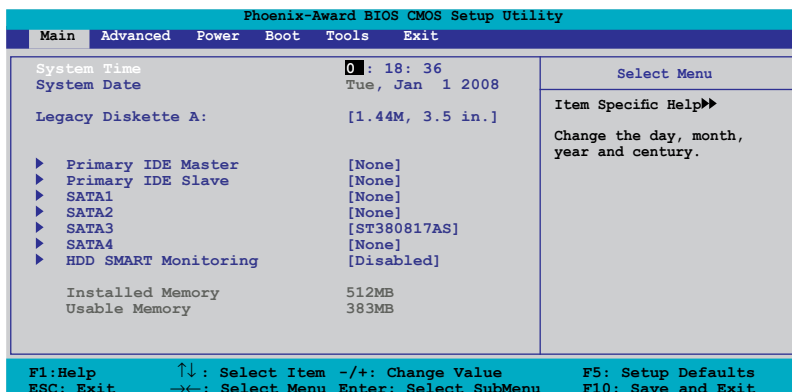 Phoenix-Award BIOS CMOS Setup Utility
Main Advanced Power Boot Tools Exit
System Time 0 : 18: 36
System Date Tue, Jan 1 2008
Legacy Diskette A: [1.44M, 3.5 in.]
Primary IDE Master [None]
Primary IDE Slave [None]
SATA1 [None]
SATA2 [None]
SATA3 [ST380817AS]
SATA4 [None]
HDD SMART Monitoring [Disabled]
Installed Memory 512MB
Usable Memory 383MB
Select Menu
Item Specific Help
Change the day, month,
year and century.
F1:Help ↑↓: Select Item -/+: Change Value F5: Setup Defaults
ESC: Exit →←: Select Menu Enter: Select SubMenu F10: Save and Exit